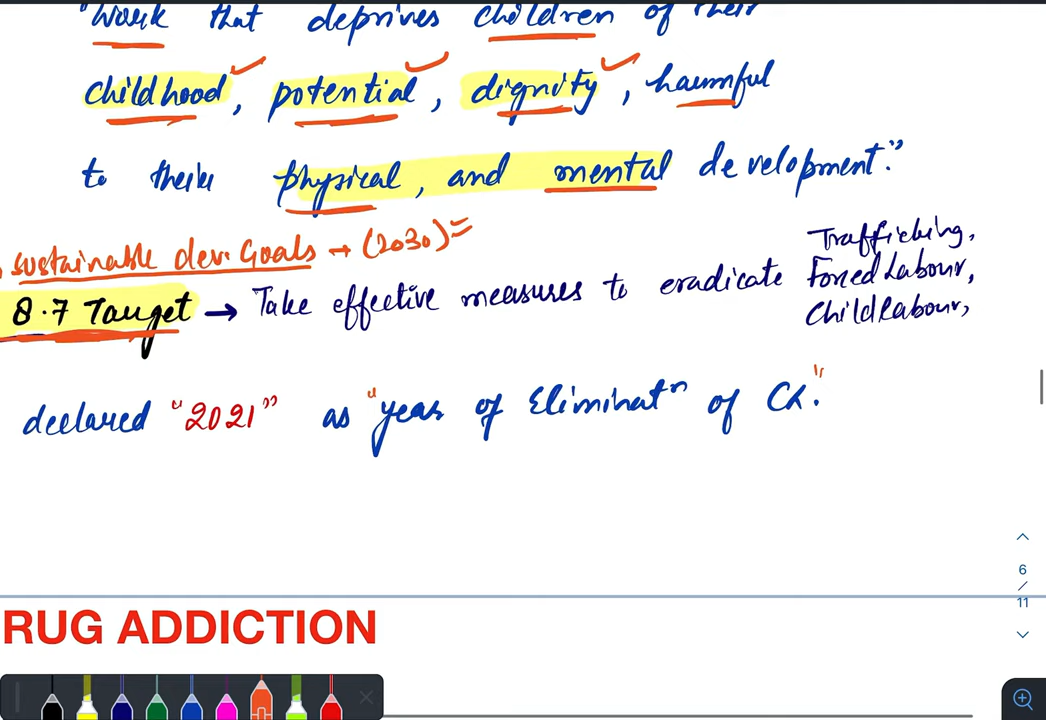 "Work that deprives children of their
childhood, potential, dignity, harmful
to their physical, and mental development."
sustainable dev. Goals → (2030)
Trafficking,
8.7 Target → Take effective measures to eradicate Forced Labour,
Child Labour,
declared "2021" as "year of Eliminatn of CL."
6
/
11
RUG ADDICTION